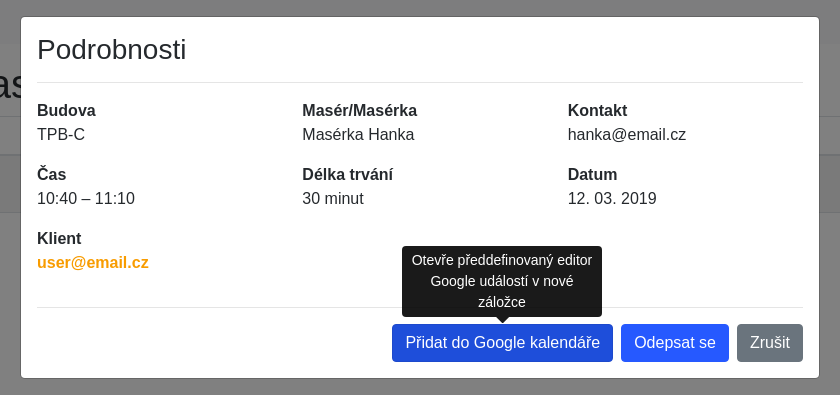 Podrobnosti
as
Budova
Masér/Masérka
Kontakt
TPB-C
Masérka Hanka
hanka@email.cz
Čas
Délka trvání
Datum
10:40 – 11:10
30 minut
12. 03. 2019
Klient
user@email.cz
Otevře předdefinovaný editor
Google událostí v nové
záložce
Přidat do Google kalendáře
Odepsat se
Zrušit